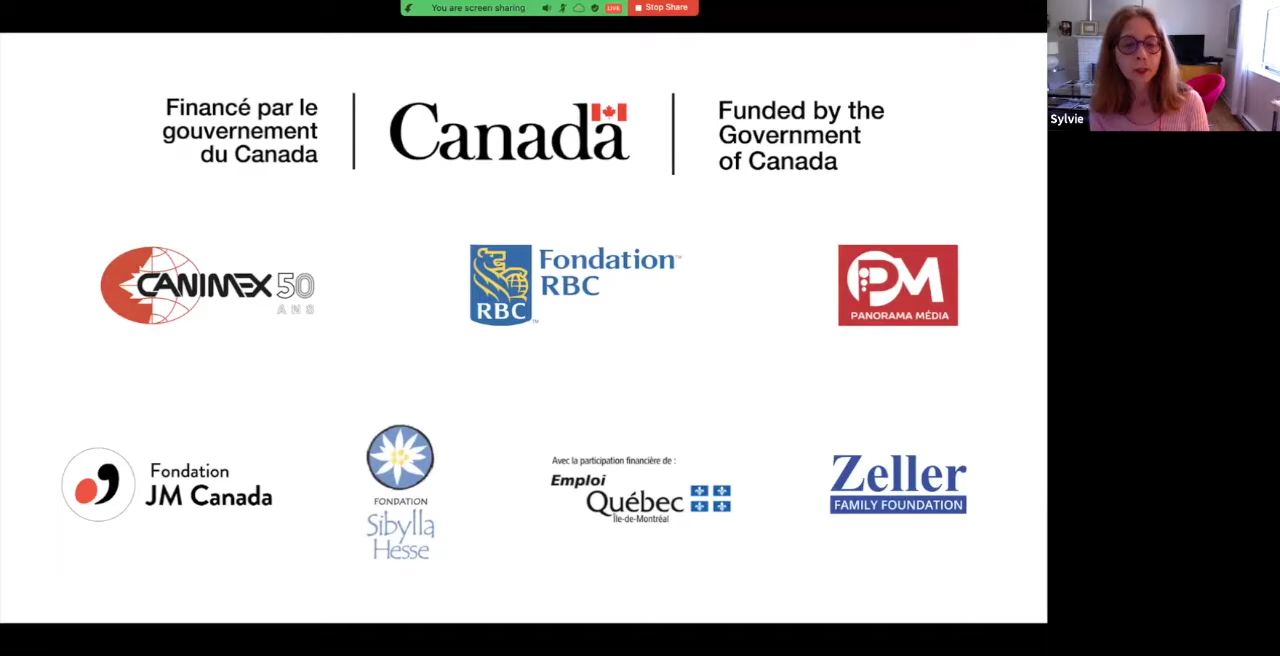 You are screen sharing
LIVE
Stop Share
Sylvie
Financé par le
gouvernement
du Canada
Canada
Funded by the
Government
of Canada
CANIMEX 50
ANS
RBC
Fondation
RBC
PM
PANORAMA MÉDIA
Fondation
JM Canada
FONDATION
Sibylla
Hesse
Avec la participation financière de :
Emploi
Québec
Île-de-Montréal
Zeller
FAMILY FOUNDATION